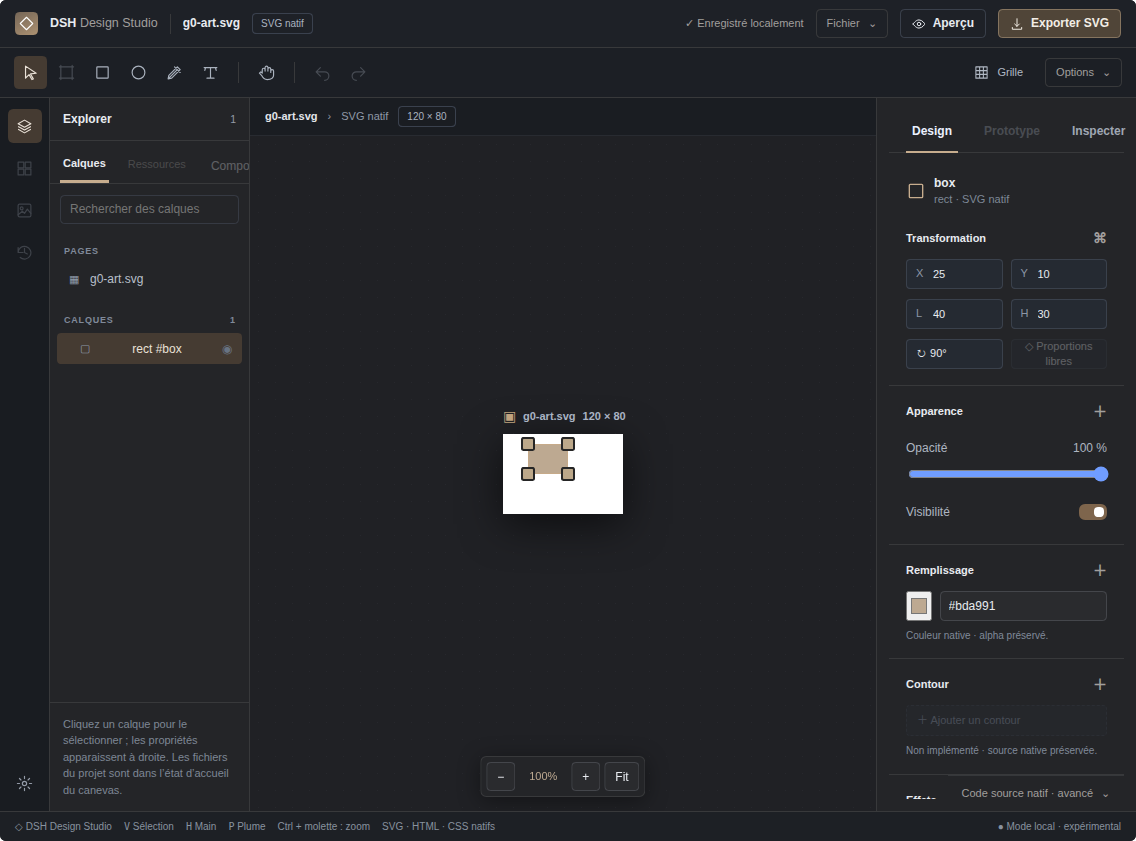 DSH Design Studio
g0-art.svg
SVG natif
✓ Enregistré localement
Fichier
Aperçu
Exporter SVG
Grille
Options
Explorer
1
Calques
Ressources
Compo
Rechercher des calques
PAGES
g0-art.svg
CALQUES
1
rect #box
Cliquez un calque pour le
sélectionner ; les propriétés
apparaissent à droite. Les fichiers
du projet sont dans l'état d'accueil
du canevas.
g0-art.svg › SVG natif
120 × 80
g0-art.svg 120 × 80
− 100% + Fit
Design
Prototype
Inspecter
box
rect · SVG natif
Transformation ⌘
X 25
Y 10
L 40
H 30
↻ 90°
◇ Proportions
libres
Apparence +
Opacité 100 %
Visibilité
Remplissage +
#bda991
Couleur native · alpha préservé.
Contour +
+ Ajouter un contour
Non implémenté · source native préservée.
Code source natif · avancé
◇ DSH Design Studio
V Sélection
H Main
P Plume
Ctrl + molette : zoom
SVG · HTML · CSS natifs
● Mode local · expérimental